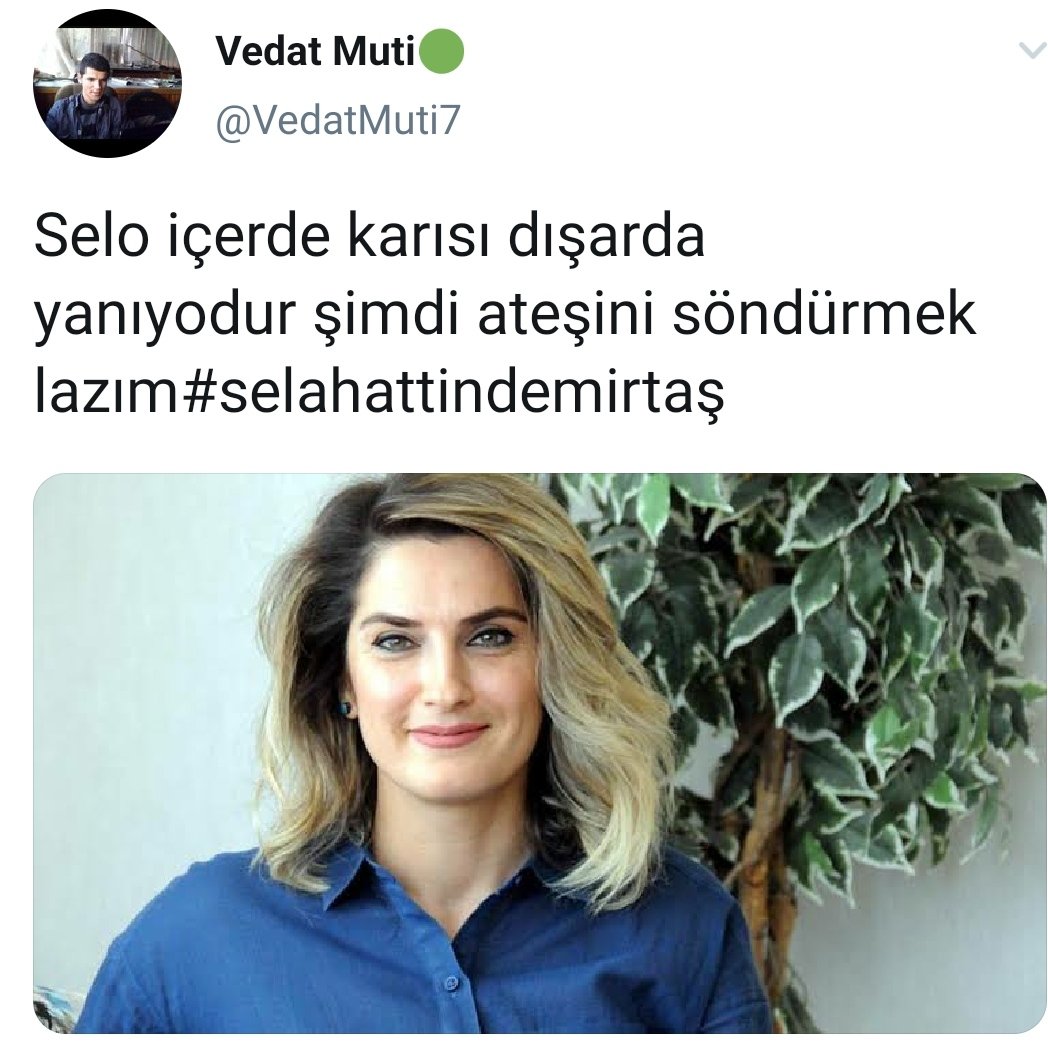 Vedat Muti
@VedatMuti7
Selo içerde karısı dışarda
yanıyodur şimdi ateşini söndürmek
lazım#selahattindemirtaş